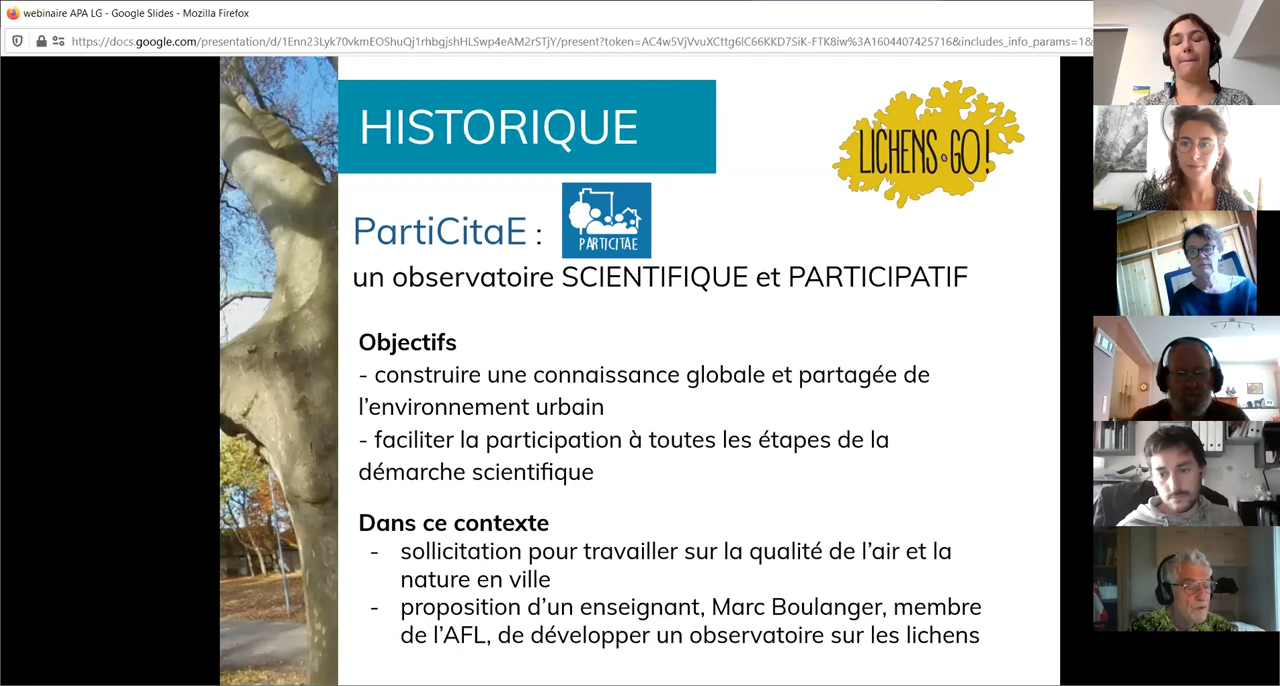 webinaire APA LG - Google Slides - Mozilla Firefox
https://docs.google.com/presentation/d/1Enn23Lyk70vkmEOShuQj1rhbgjshHLSwp4eAM2rSTjY/present?token=AC4w5VjVvuXCttg6lC66KKD7SiK-FTK8iw%3A1604407425716&includes_info_params=1&
HISTORIQUE
LICHENS GO!
PartiCitaE :
PARTICITAE
un observatoire SCIENTIFIQUE et PARTICIPATIF
Objectifs
- construire une connaissance globale et partagée de
l'environnement urbain
- faciliter la participation à toutes les étapes de la
démarche scientifique
Dans ce contexte
- sollicitation pour travailler sur la qualité de l'air et la
nature en ville
- proposition d'un enseignant, Marc Boulanger, membre
de l'AFL, de développer un observatoire sur les lichens